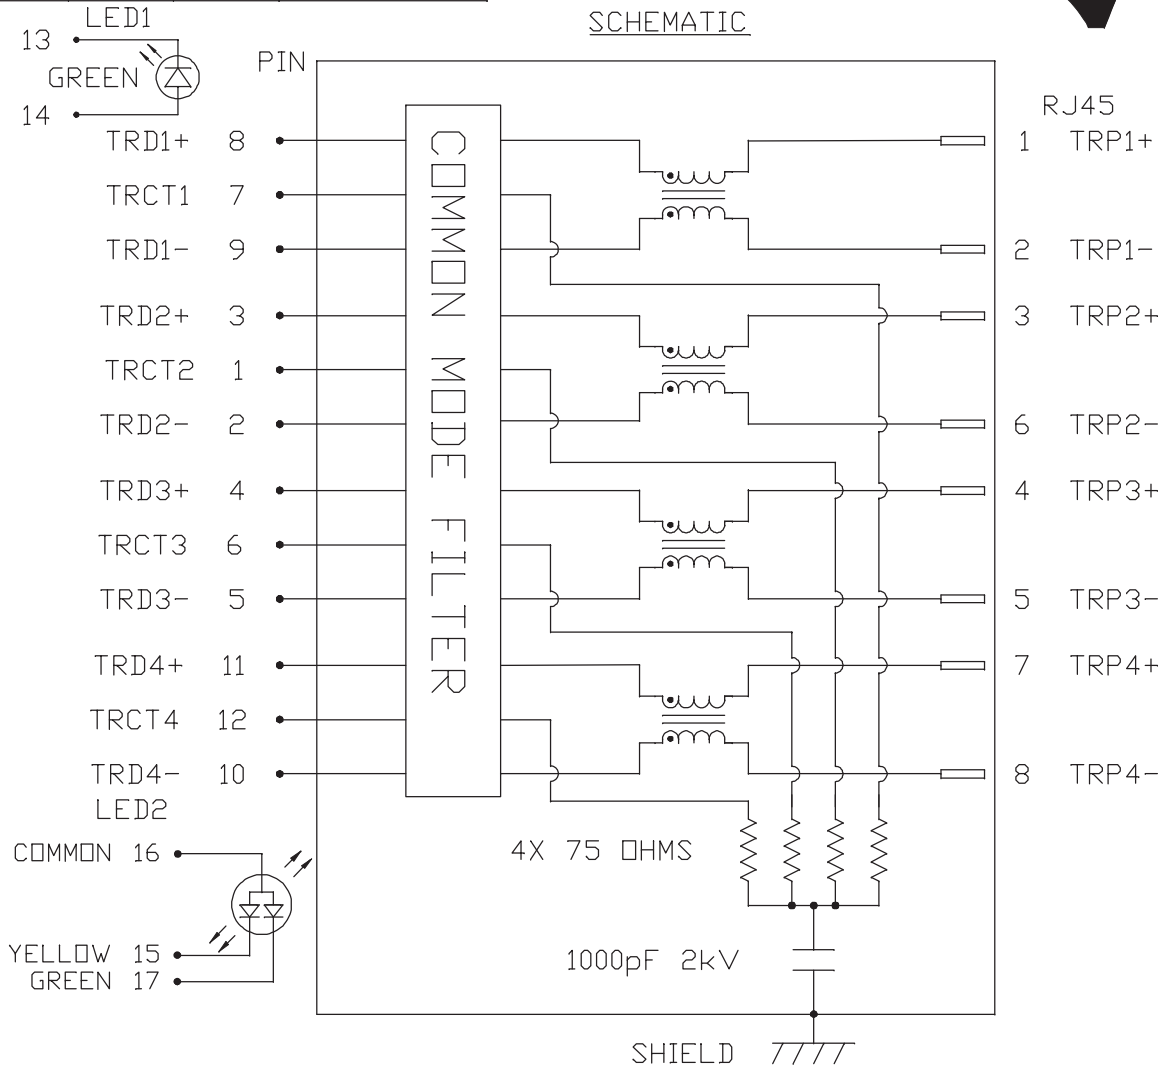 SCHEMATIC
LED1
13
GREEN
14
PIN
RJ45
TRD1+ 8
1 TRP1+
TRCT1 7
TRD1- 9
2 TRP1-
TRD2+ 3
3 TRP2+
TRCT2 1
TRD2- 2
6 TRP2-
TRD3+ 4
4 TRP3+
TRCT3 6
TRD3- 5
5 TRP3-
TRD4+ 11
7 TRP4+
TRCT4 12
TRD4- 10
8 TRP4-
COMMON MODE FILTER
LED2
COMMON 16
YELLOW 15
GREEN 17
4X 75 OHMS
1000pF 2kV
SHIELD